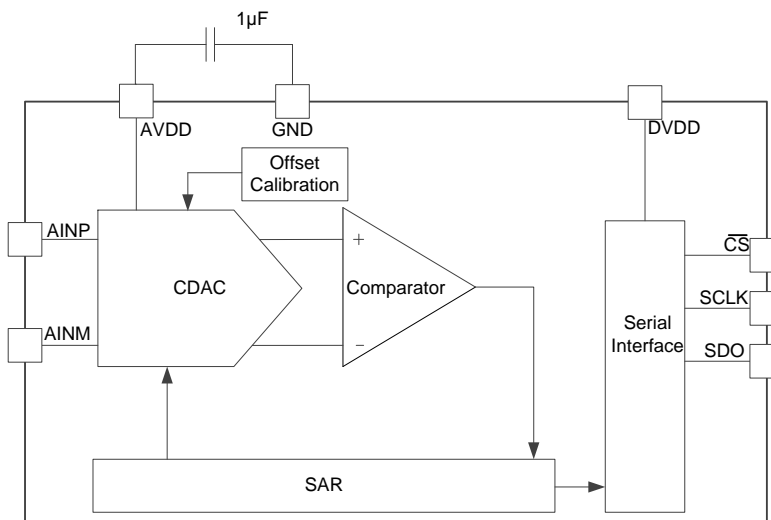 1µF
AVDD
GND
DVDD
Offset
Calibration
AINP
+
CS
CDAC
Comparator
SCLK
Serial
Interface
AINM
−
SDO
SAR